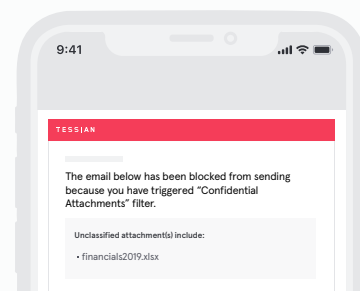 9:41
TESSIAN
The email below has been blocked from sending
because you have triggered “Confidential
Attachments” filter.
Unclassified attachment(s) include:
• financials2019.xlsx